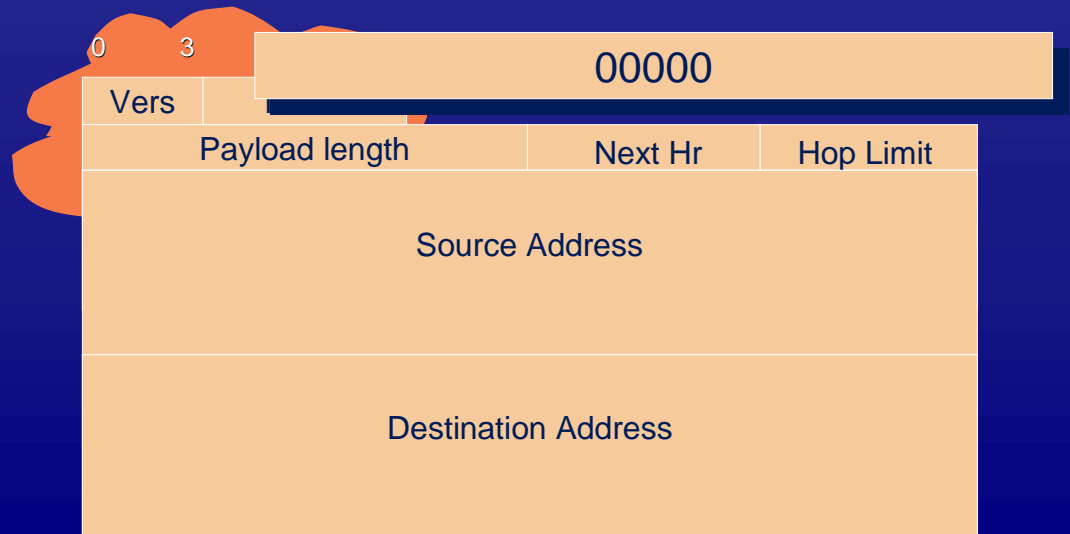 0 3
00000
Vers
Payload length Next Hr Hop Limit
Source Address
Destination Address